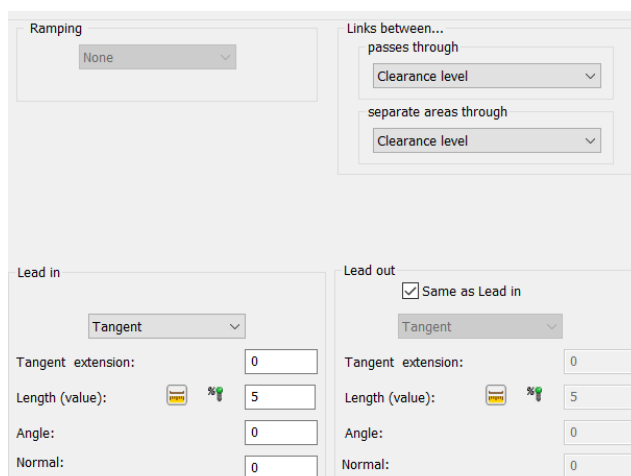 Ramping
None
Links between...
passes through
Clearance level
separate areas through
Clearance level
Lead in
Tangent
Tangent extension: 0
Length (value): % 5
Angle: 0
Normal: 0
Lead out
Same as Lead in
Tangent
Tangent extension: 0
Length (value): % 5
Angle: 0
Normal: 0